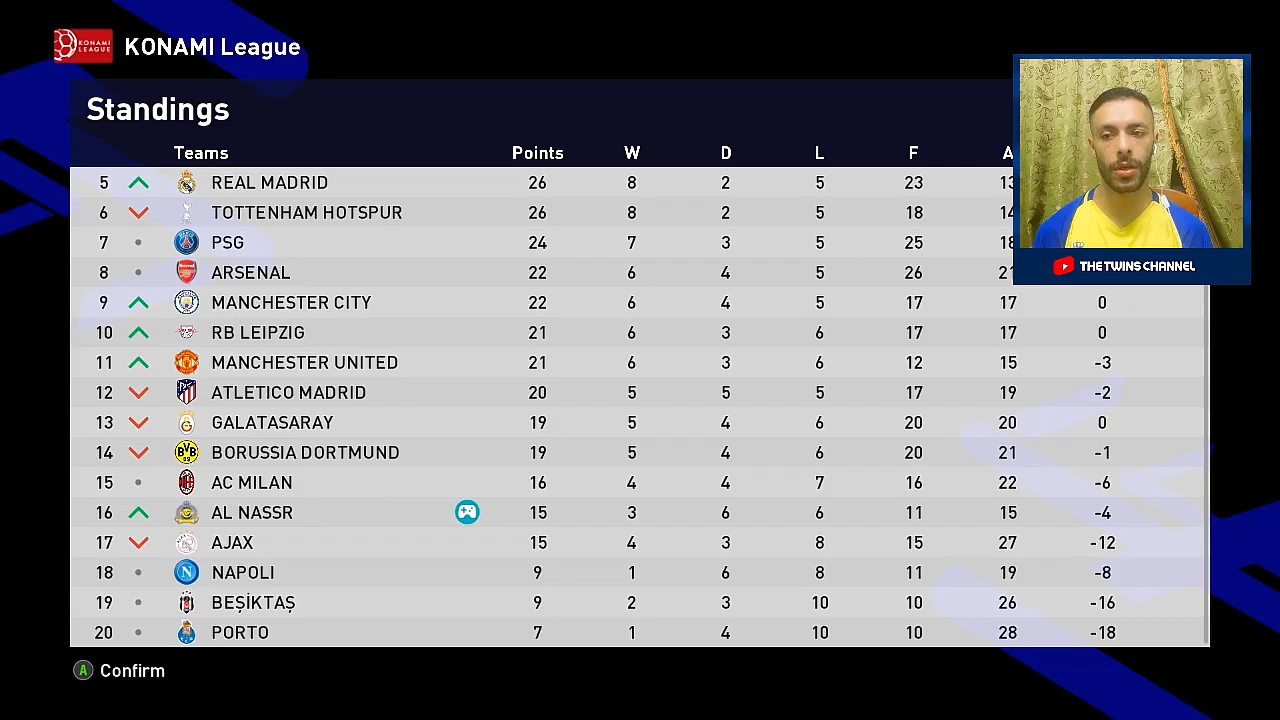 KONAMI LEAGUE KONAMI League
Standings
Teams Points W D L F A
5 REAL MADRID 26 8 2 5 23 13
6 TOTTENHAM HOTSPUR 26 8 2 5 18 14
7 PSG 24 7 3 5 25 18
8 ARSENAL 22 6 4 5 26 21
9 MANCHESTER CITY 22 6 4 5 17 17 0
10 RB LEIPZIG 21 6 3 6 17 17 0
11 MANCHESTER UNITED 21 6 3 6 12 15 -3
12 ATLETICO MADRID 20 5 5 5 17 19 -2
13 GALATASARAY 19 5 4 6 20 20 0
14 BORUSSIA DORTMUND 19 5 4 6 20 21 -1
15 AC MILAN 16 4 4 7 16 22 -6
16 AL NASSR 15 3 6 6 11 15 -4
17 AJAX 15 4 3 8 15 27 -12
18 NAPOLI 9 1 6 8 11 19 -8
19 BEŞİKTAŞ 9 2 3 10 10 26 -16
20 PORTO 7 1 4 10 10 28 -18
THE TWINS CHANNEL
A Confirm